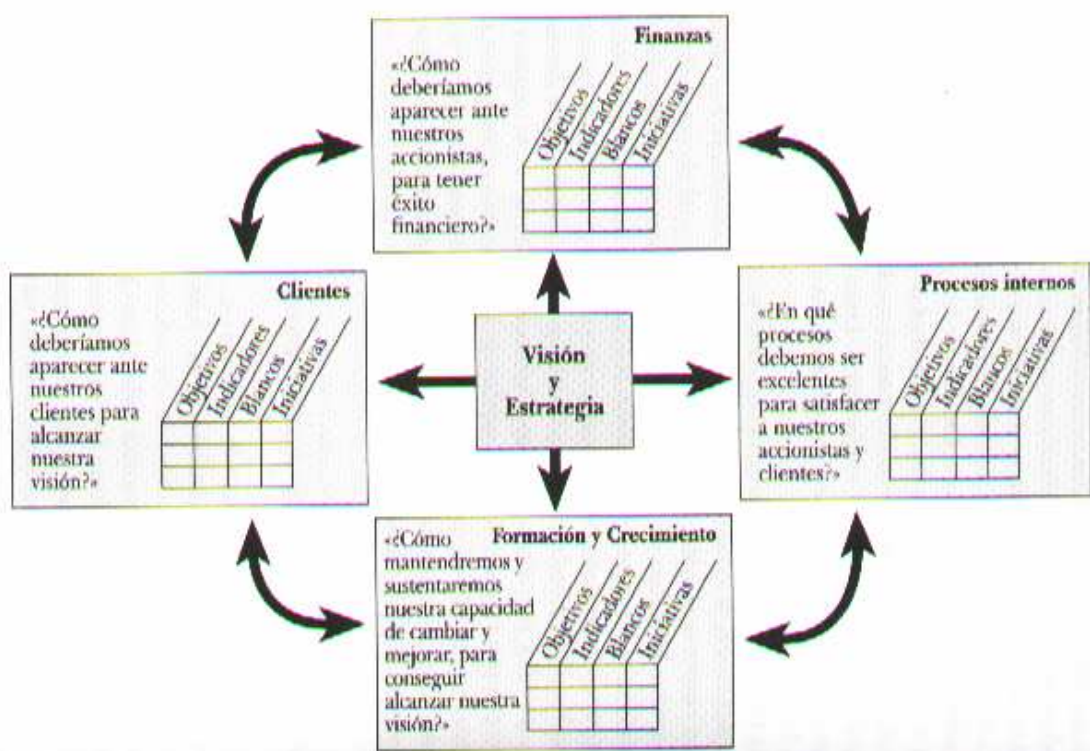 Finanzas
«¿Cómo
deberíamos
aparecer ante
nuestros
accionistas,
para tener
éxito
financiero?»
Objetivos
Indicadores
Blancos
Iniciativas
Clientes
«¿Cómo
deberíamos
aparecer ante
nuestros
clientes para
alcanzar
nuestra
visión?»
Objetivos
Indicadores
Blancos
Iniciativas
Visión
y
Estrategia
Procesos internos
«¿En qué
procesos
debemos ser
excelentes
para satisfacer
a nuestros
accionistas y
clientes?»
Objetivos
Indicadores
Blancos
Iniciativas
Formación y Crecimiento
«¿Cómo
mantendremos y
sustentaremos
nuestra capacidad
de cambiar y
mejorar, para
conseguir
alcanzar nuestra
visión?»
Objetivos
Indicadores
Blancos
Iniciativas